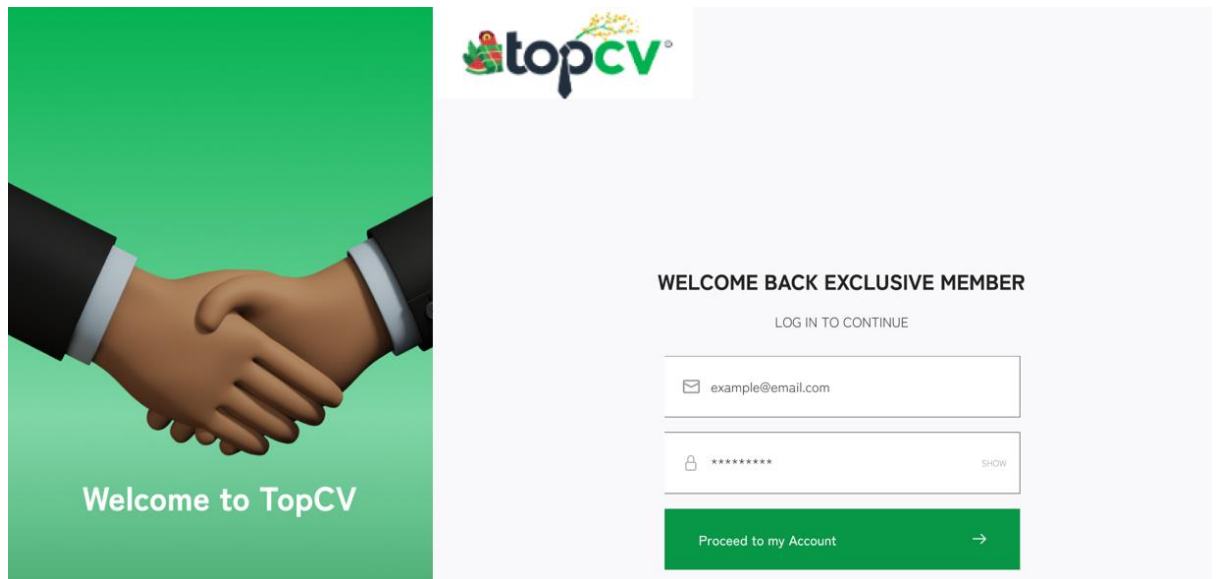 topcv
Welcome to TopCV
WELCOME BACK EXCLUSIVE MEMBER
LOG IN TO CONTINUE
example@email.com
*********
SHOW
Proceed to my Account